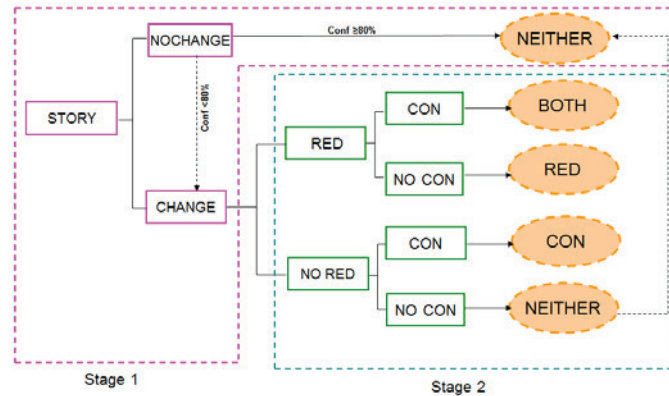 Conf ≥80%
NOCHANGE
NEITHER
Conf <80%
CON
BOTH
STORY
RED
NO CON
RED
CHANGE
CON
CON
NO RED
NO CON
NEITHER
Stage 1
Stage 2